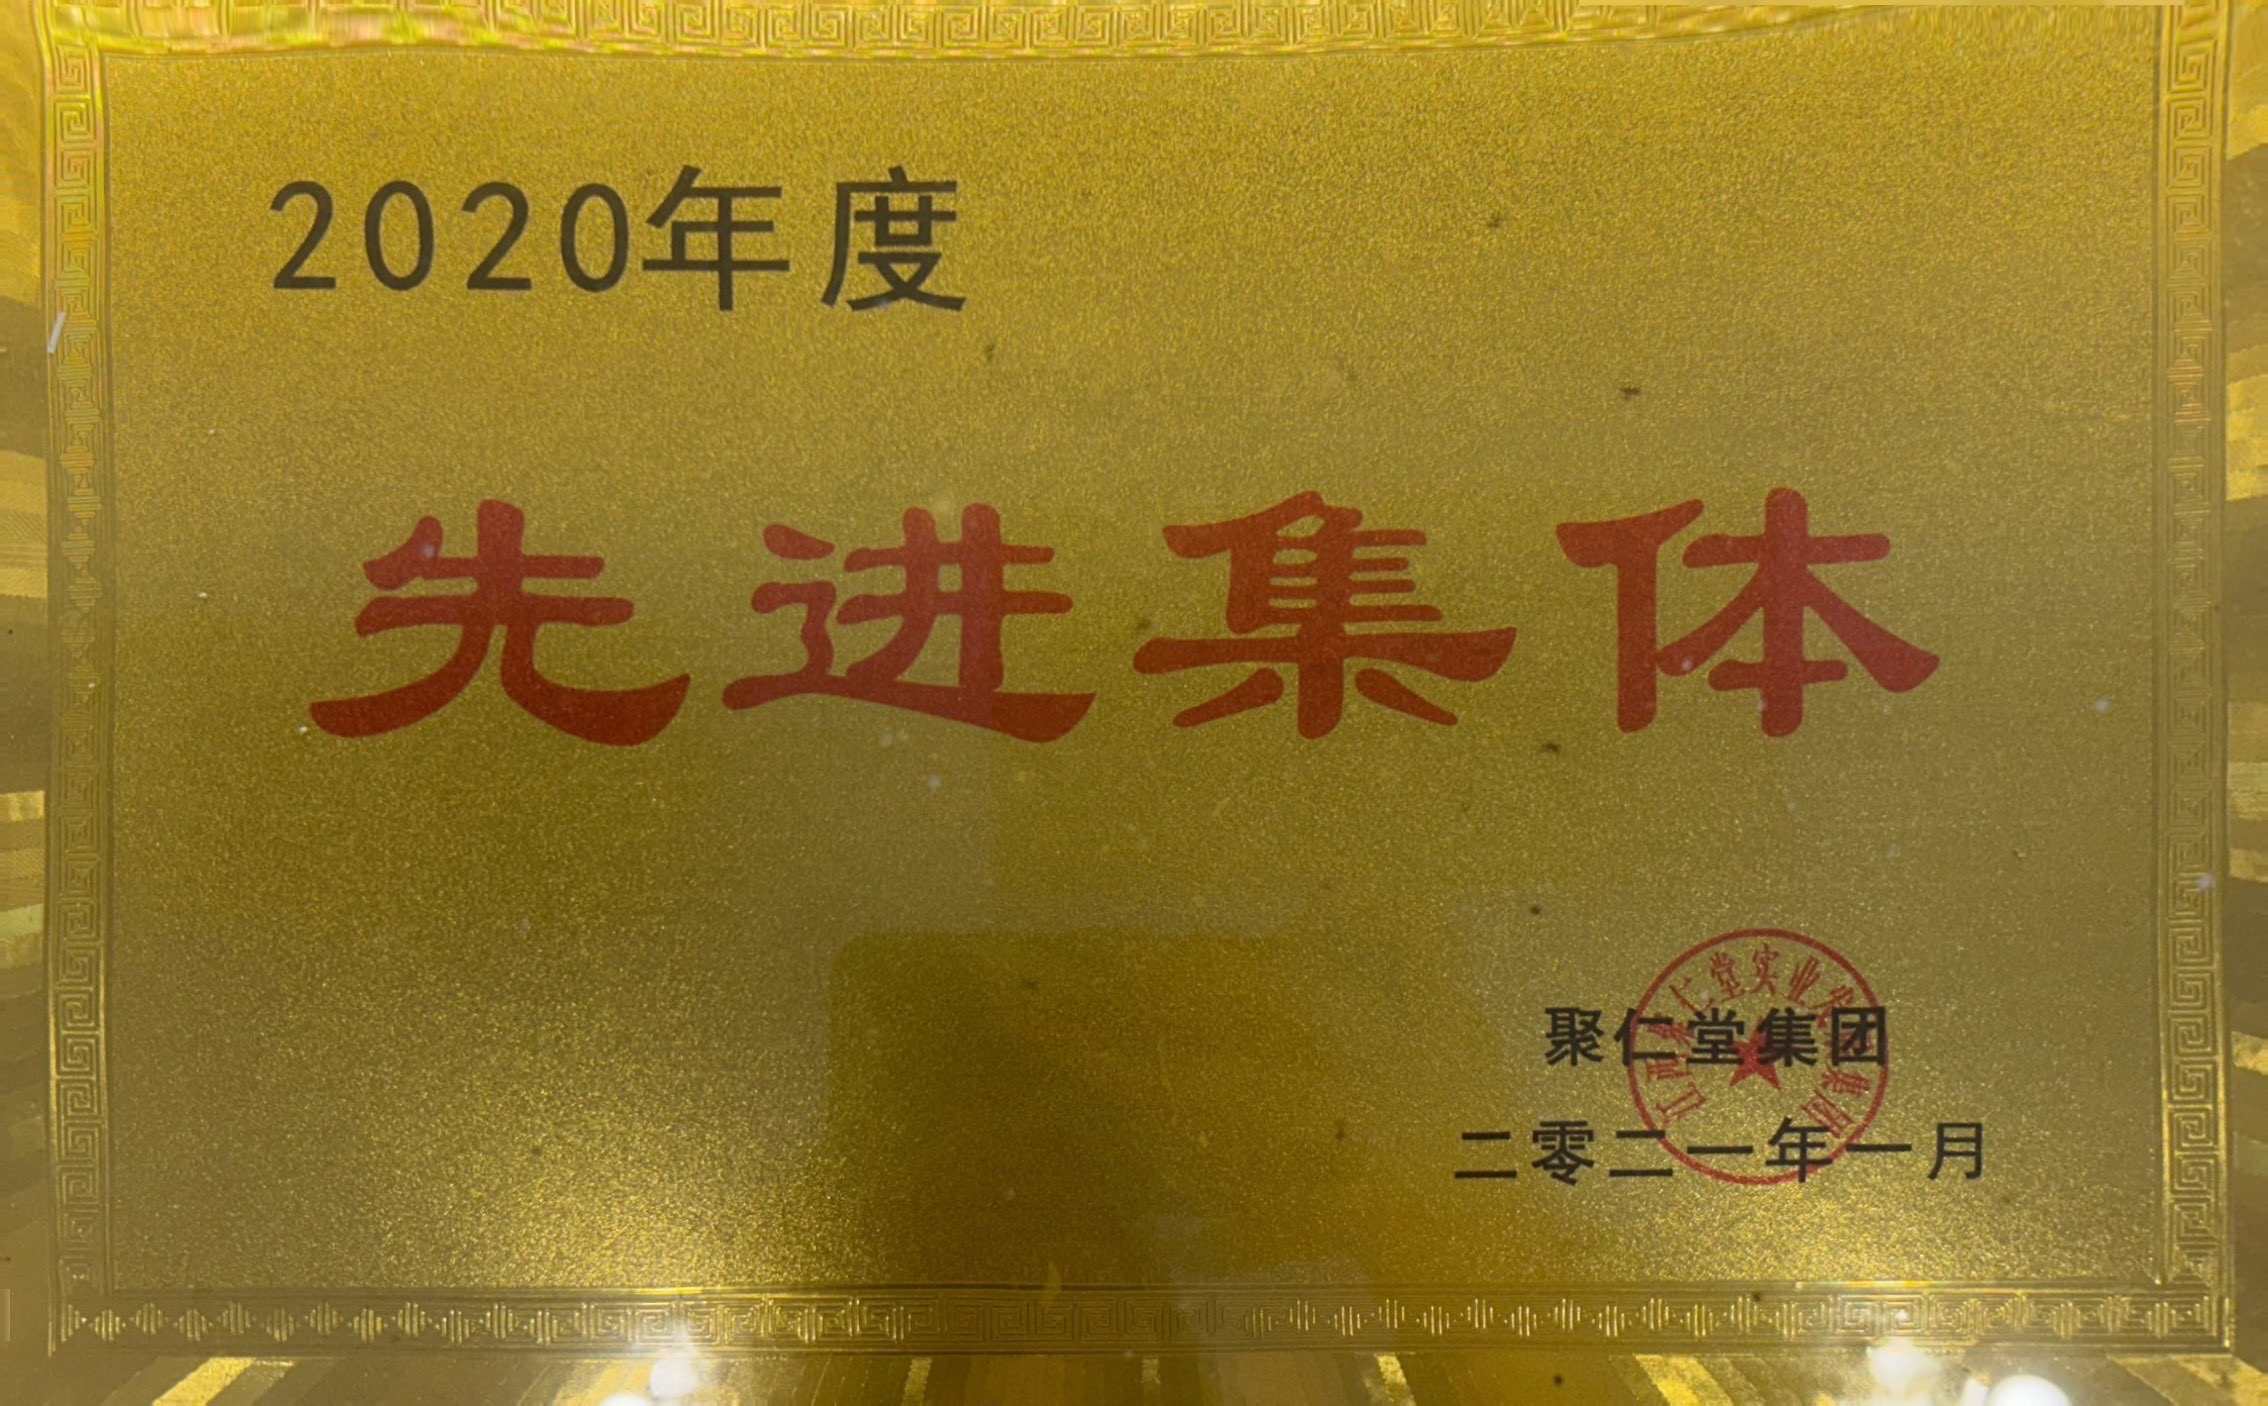 2020年度
先进集体
聚仁堂集团
二零二一年一月